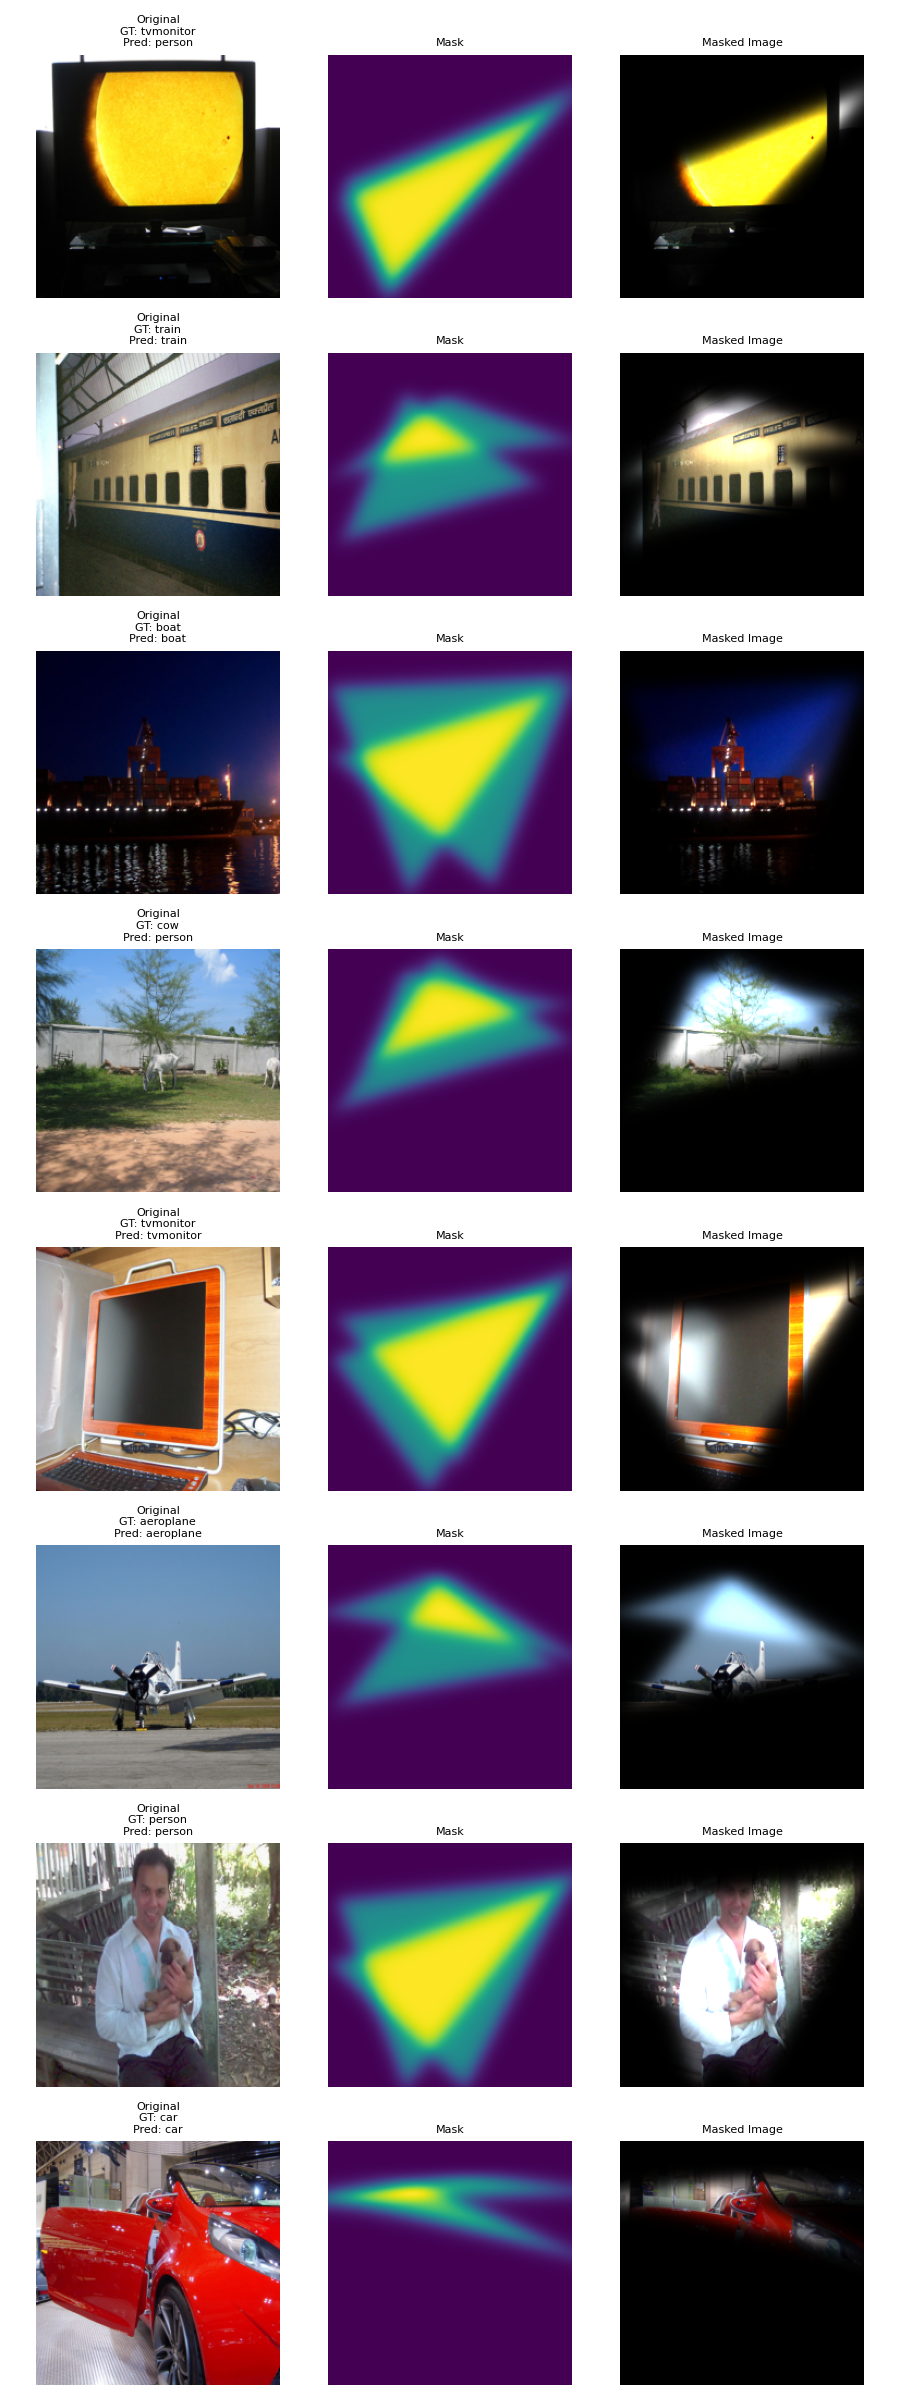 Original
GT: tvmonitor
Pred: person
Mask
Masked Image
Original
GT: train
Pred: train
Mask
Masked Image
समझौती एक्सप्रेस
Original
GT: boat
Pred: boat
Mask
Masked Image
Original
GT: cow
Pred: person
Mask
Masked Image
Original
GT: tvmonitor
Pred: tvmonitor
Mask
Masked Image
Original
GT: aeroplane
Pred: aeroplane
Mask
Masked Image
Original
GT: person
Pred: person
Mask
Masked Image
Original
GT: car
Pred: car
Mask
Masked Image